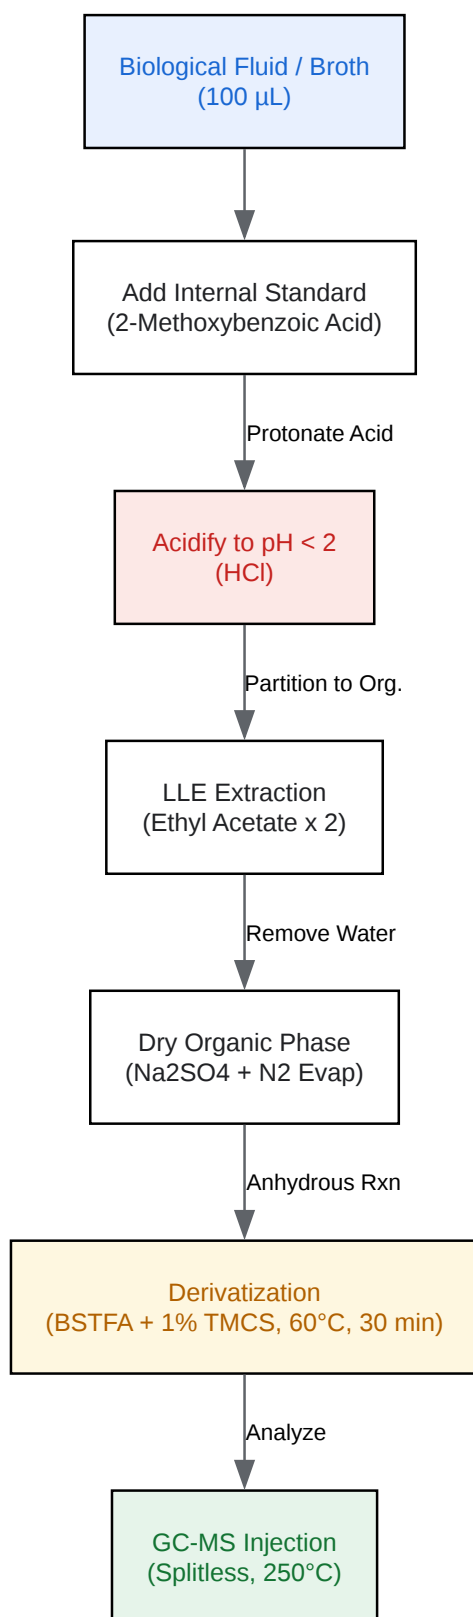 Biological Fluid / Broth
(100 µL)
Add Internal Standard
(2-Methoxybenzoic Acid)
Protonate Acid
Acidify to pH < 2
(HCl)
Partition to Org.
LLE Extraction
(Ethyl Acetate x 2)
Remove Water
Dry Organic Phase
(Na2SO4 + N2 Evap)
Anhydrous Rxn
Derivatization
(BSTFA + 1% TMCS, 60°C, 30 min)
Analyze
GC-MS Injection
(Splitless, 250°C)